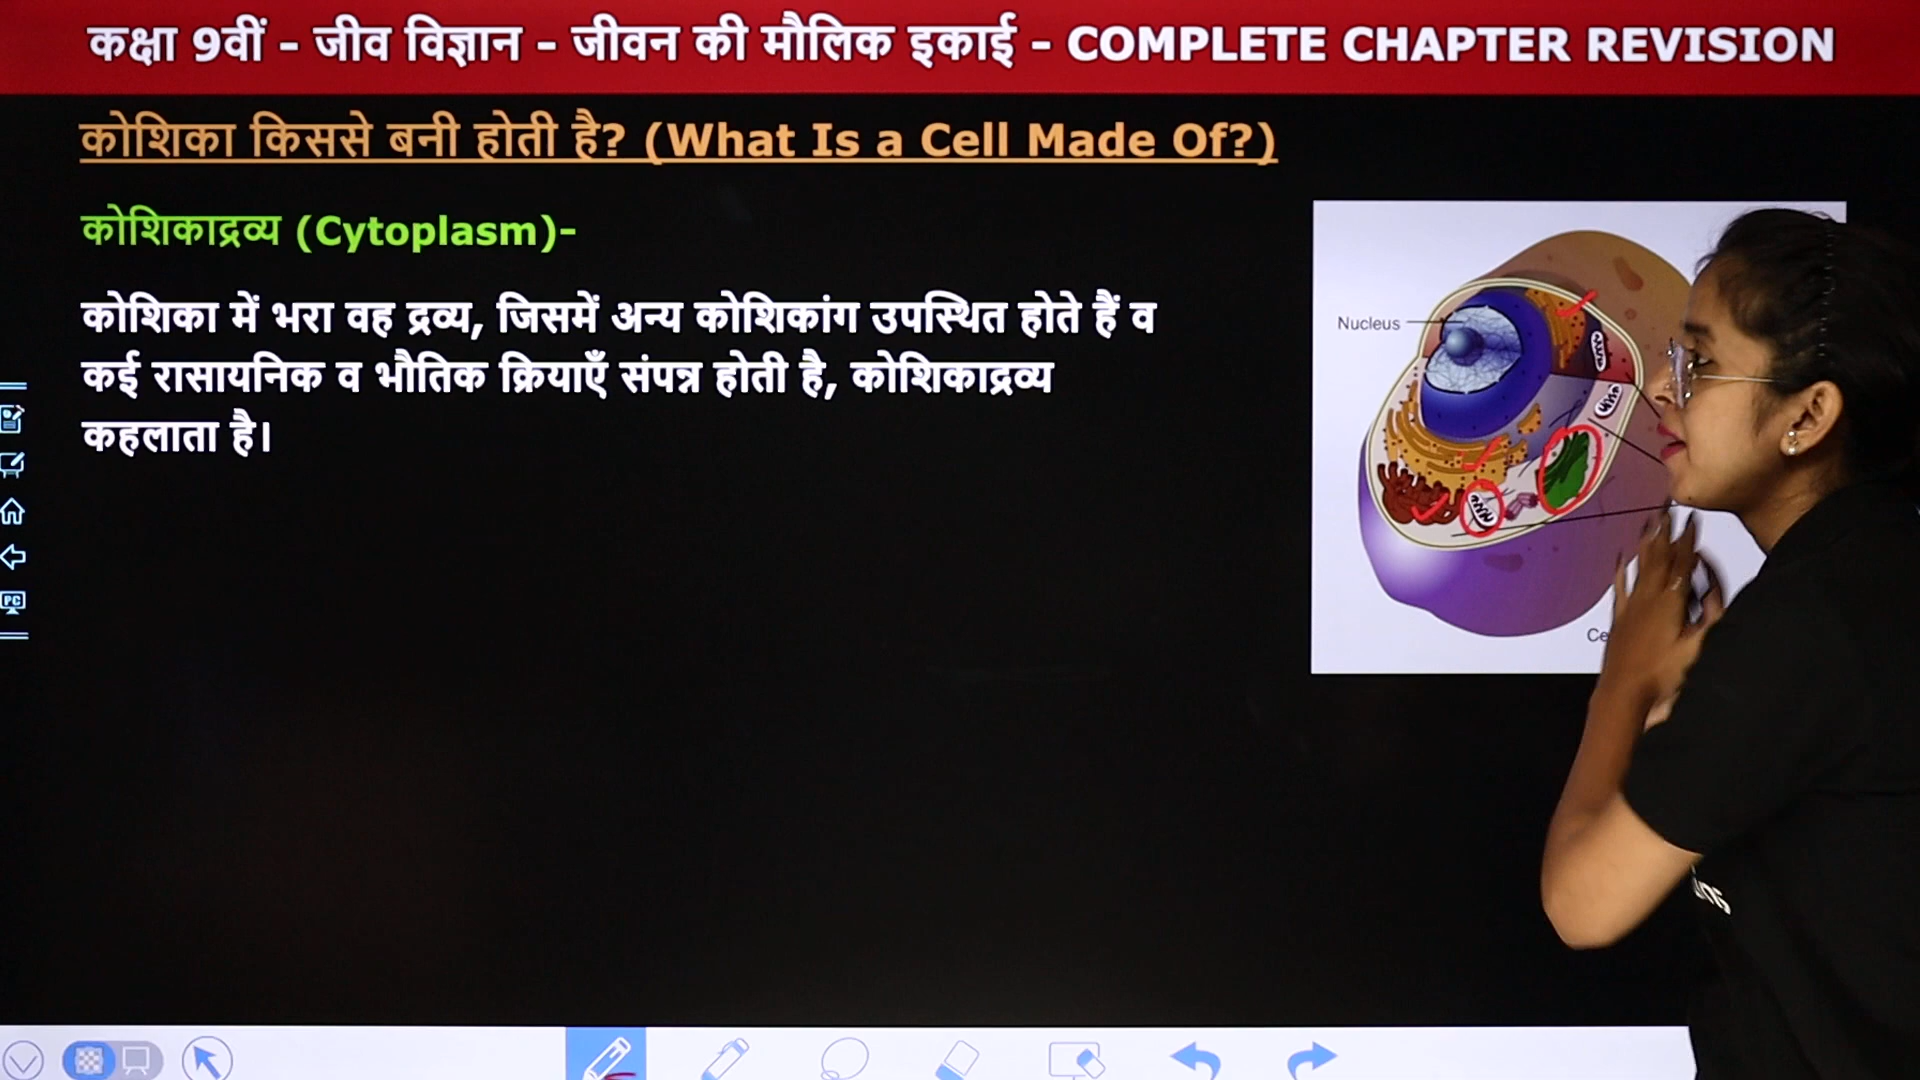 कक्षा 9वीं - जीव विज्ञान - जीवन की मौलिक इकाई - COMPLETE CHAPTER REVISION
कोशिका किससे बनी होती है? (What Is a Cell Made Of?)
कोशिकाद्रव्य (Cytoplasm)-
कोशिका में भरा वह द्रव्य, जिसमें अन्य कोशिकांग उपस्थित होते हैं व
कई रासायनिक व भौतिक क्रियाएँ संपन्न होती है, कोशिकाद्रव्य
कहलाता है।
Nucleus
PC